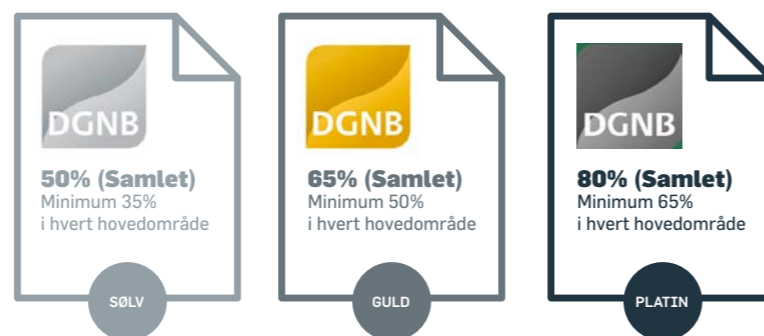 DGNB
50% (Samlet)
Minimum 35%
i hvert hovedområde
SØLV
DGNB
65% (Samlet)
Minimum 50%
i hvert hovedområde
GULD
DGNB
80% (Samlet)
Minimum 65%
i hvert hovedområde
PLATIN